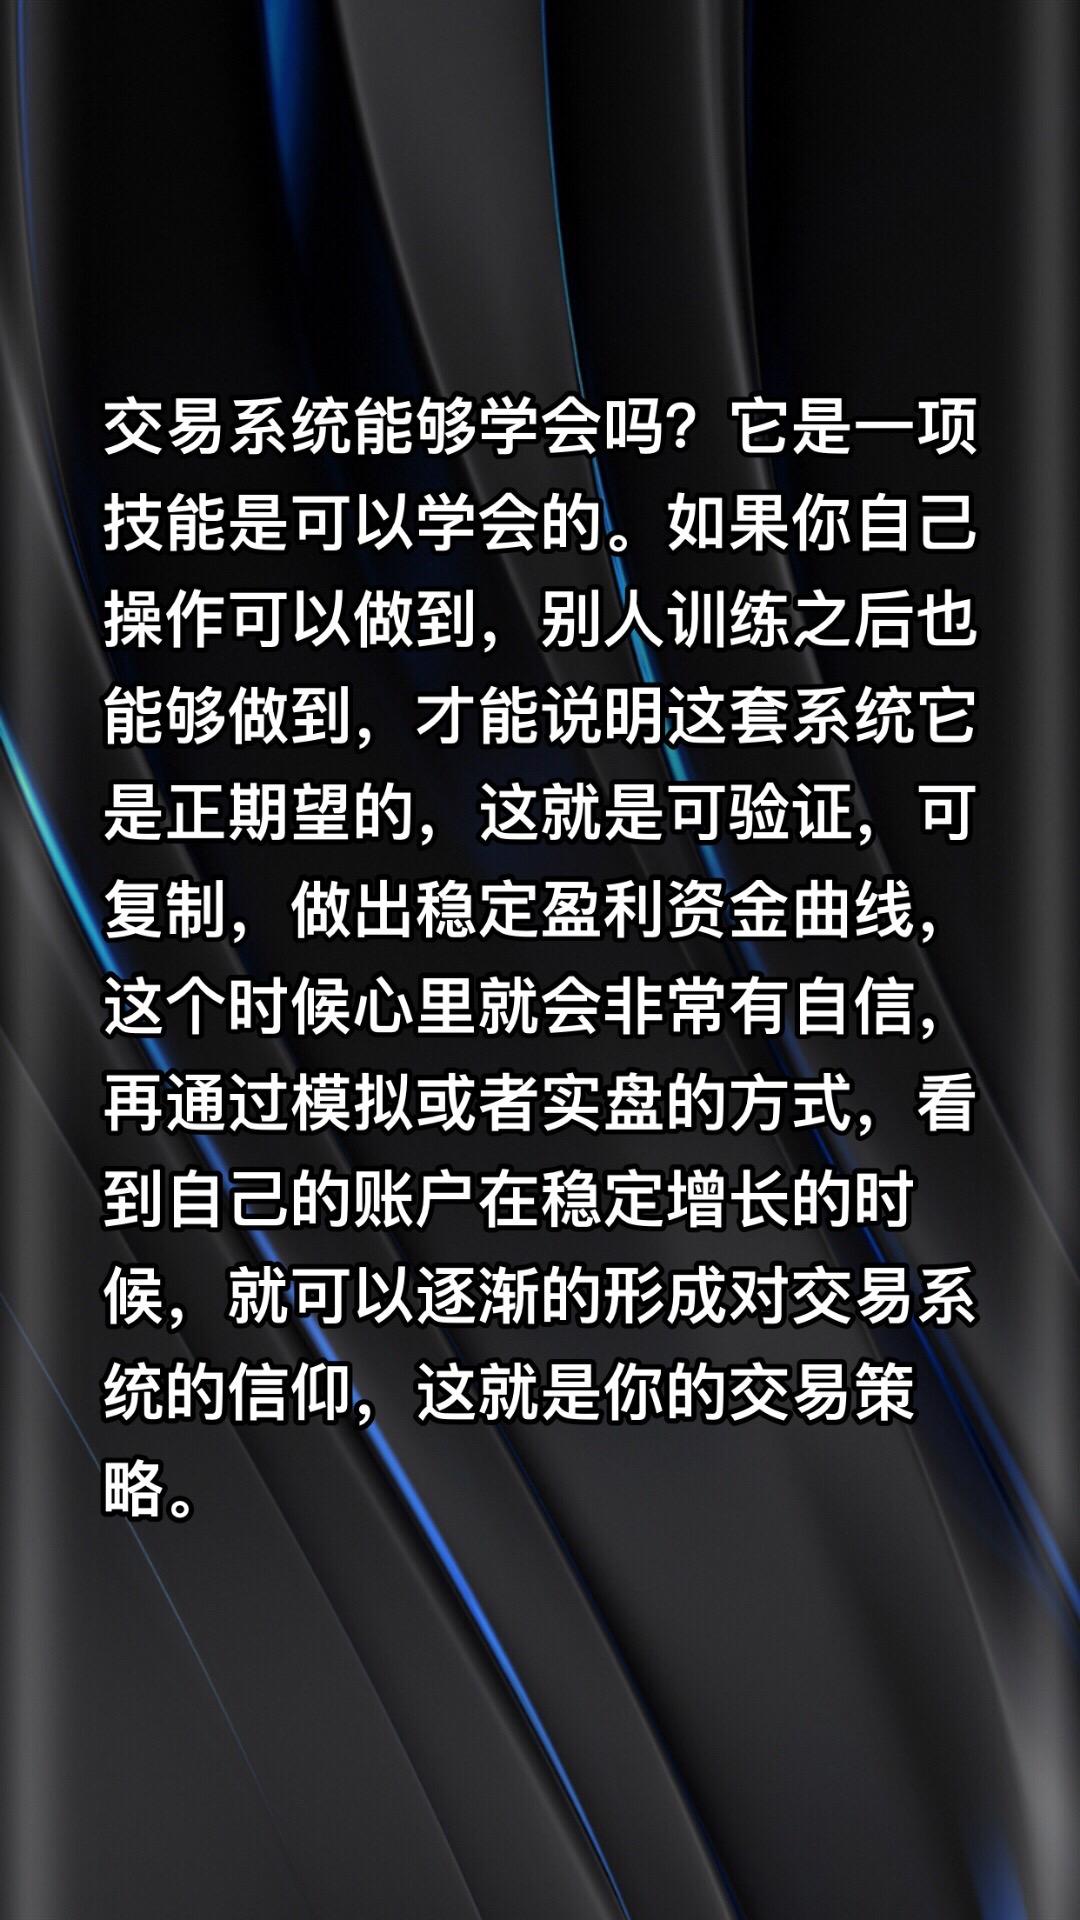 交易系统能够学会吗？它是一项
技能是可以学会的。如果你自己
操作可以做到，别人训练之后也
能够做到，才能说明这套系统它
是正期望的，这就是可验证，可
复制，做出稳定盈利资金曲线，
这个时候心里就会非常有自信，
再通过模拟或者实盘的方式，看
到自己的账户在稳定增长的时
候，就可以逐渐的形成对交易系
统的信仰，这就是你的交易策
略。